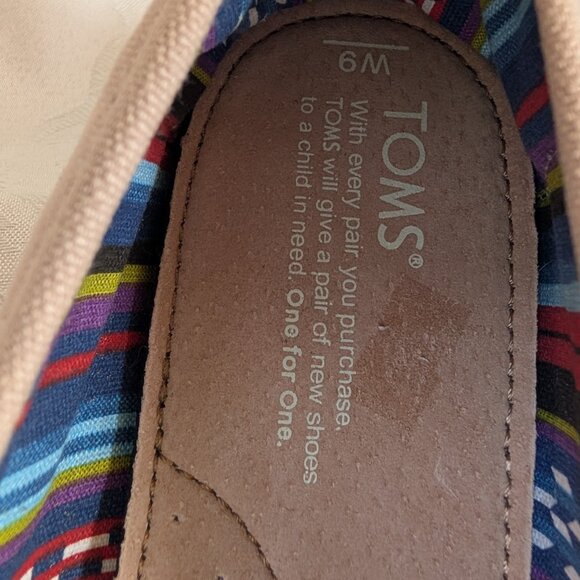 W9
TOMS®
With every pair you purchase,
TOMS will give a pair of new shoes
to a child in need. One for One.